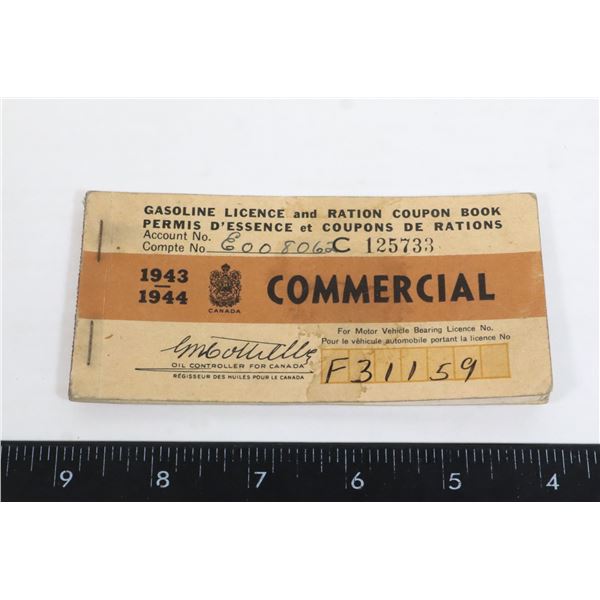 GASOLINE LICENCE and RATION COUPON BOOK
PERMIS D'ESSENCE et COUPONS DE RATIONS
Account No.
Compte No. E008062 C 125733
1943
1944
CANADA
COMMERCIAL
For Motor Vehicle Bearing Licence No.
Pour le véhicule automobile portant la licence No
F31159
OIL CONTROLLER FOR CANADA
RÉGISSEUR DES HUILES POUR LE CANADA
9 8 7 6 5 4